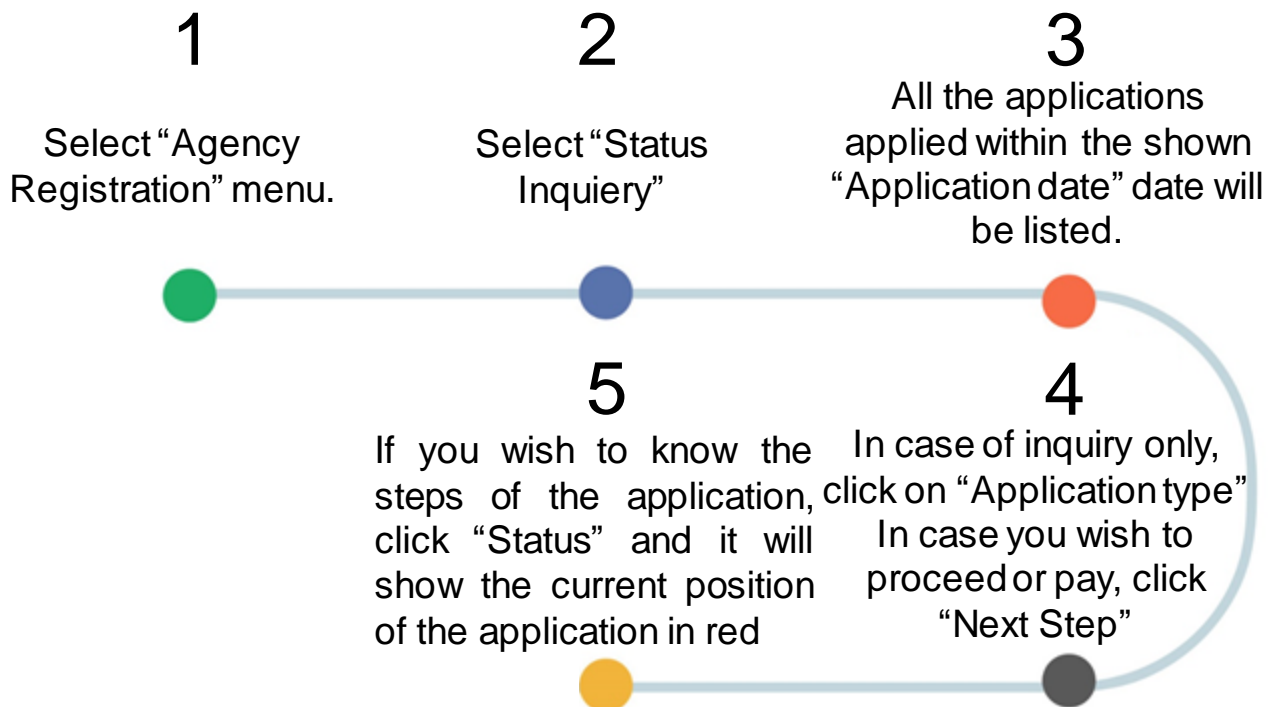 1
Select “Agency
Registration” menu.
2
Select “Status
Inquiery”
3
All the applications
applied within the shown
“Application date” date will
be listed.
4
In case of inquiry only,
click on “Application type”
In case you wish to
proceed or pay, click
“Next Step”
5
If you wish to know the
steps of the application,
click “Status” and it will
show the current position
of the application in red